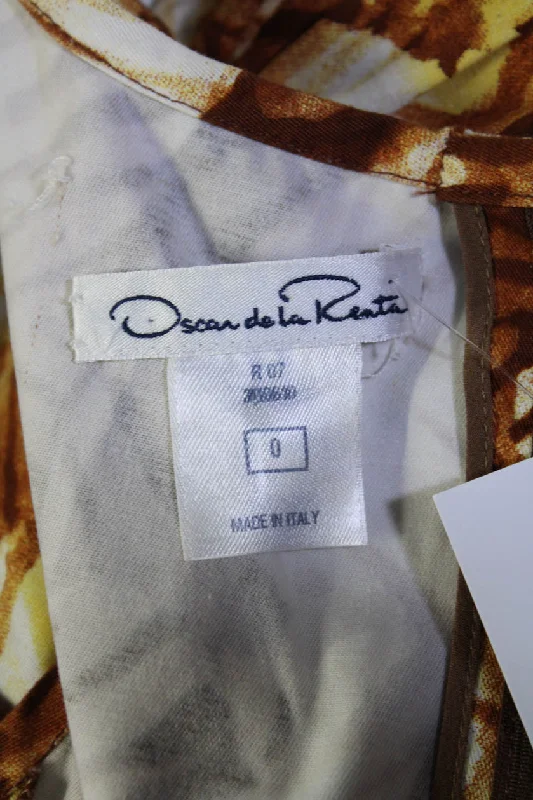 Oscar de la Renta
R 07
0
MADE IN ITALY